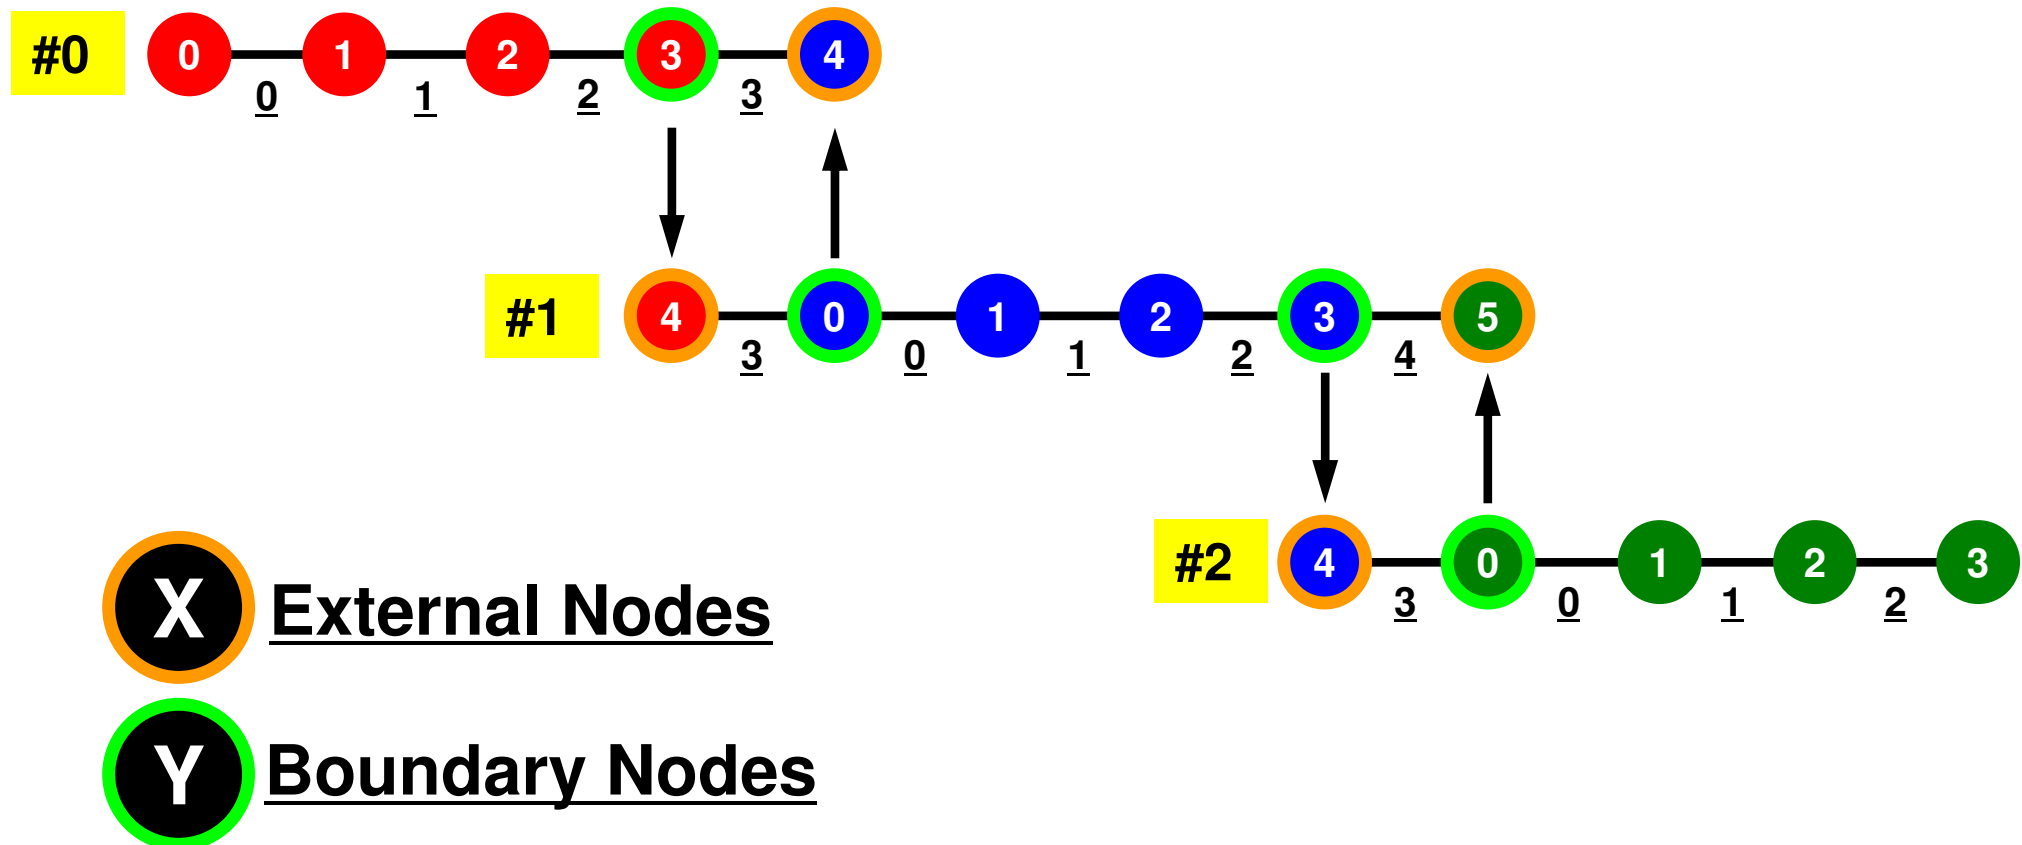 #0 0 1 2 3 4
0 1 2 3
#1 4 0 1 2 3 5
3 0 1 2 4
#2 4 0 1 2 3
3 0 1 2
X External Nodes
Y Boundary Nodes